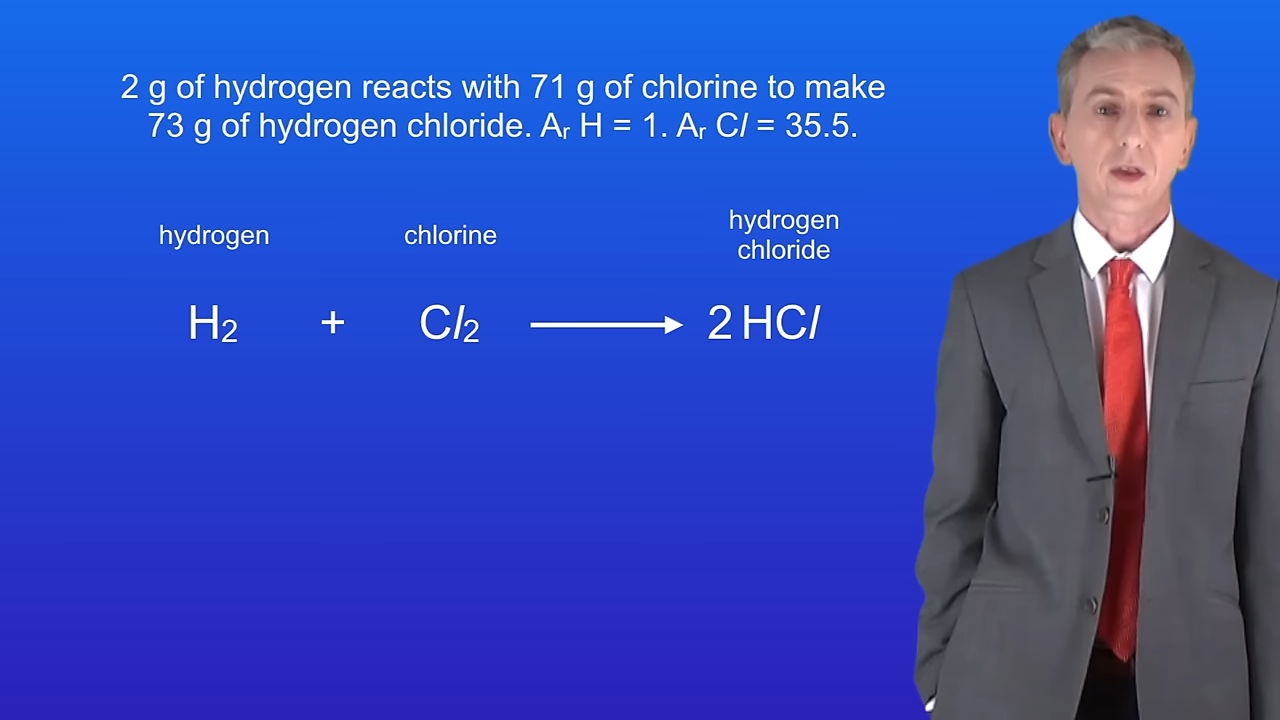 2 g of hydrogen reacts with 71 g of chlorine to make
73 g of hydrogen chloride. Aᵣ H = 1. Aᵣ Cl = 35.5.
hydrogen chlorine hydrogen
chloride
H₂ + Cl₂ → 2 HCl